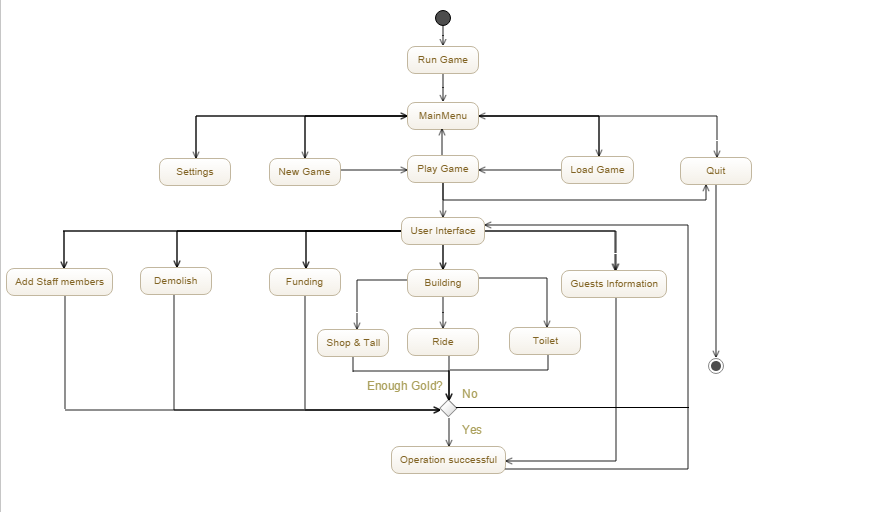 Run Game
MainMenu
Settings
New Game
Play Game
Load Game
Quit
User Interface
Add Staff members
Demolish
Funding
Building
Guests Information
Shop & Tall
Ride
Toilet
Enough Gold?
No
Yes
Operation successful